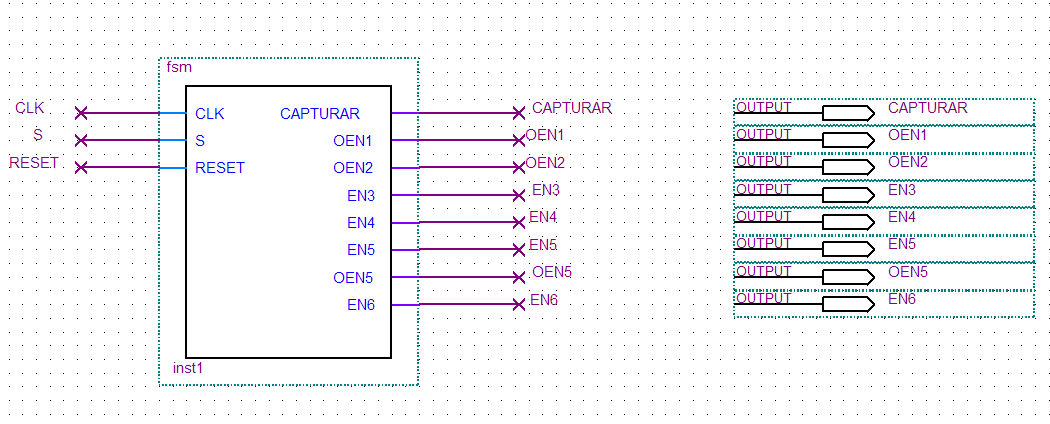 fsm
CLK CLK CAPTURAR CAPTURAR OUTPUT CAPTURAR
S S OEN1 OEN1 OUTPUT OEN1
RESET RESET OEN2 OEN2 OUTPUT OEN2
EN3 EN3 OUTPUT EN3
EN4 EN4 OUTPUT EN4
EN5 EN5 OUTPUT EN5
OEN5 OEN5 OUTPUT OEN5
EN6 EN6 OUTPUT EN6
inst1